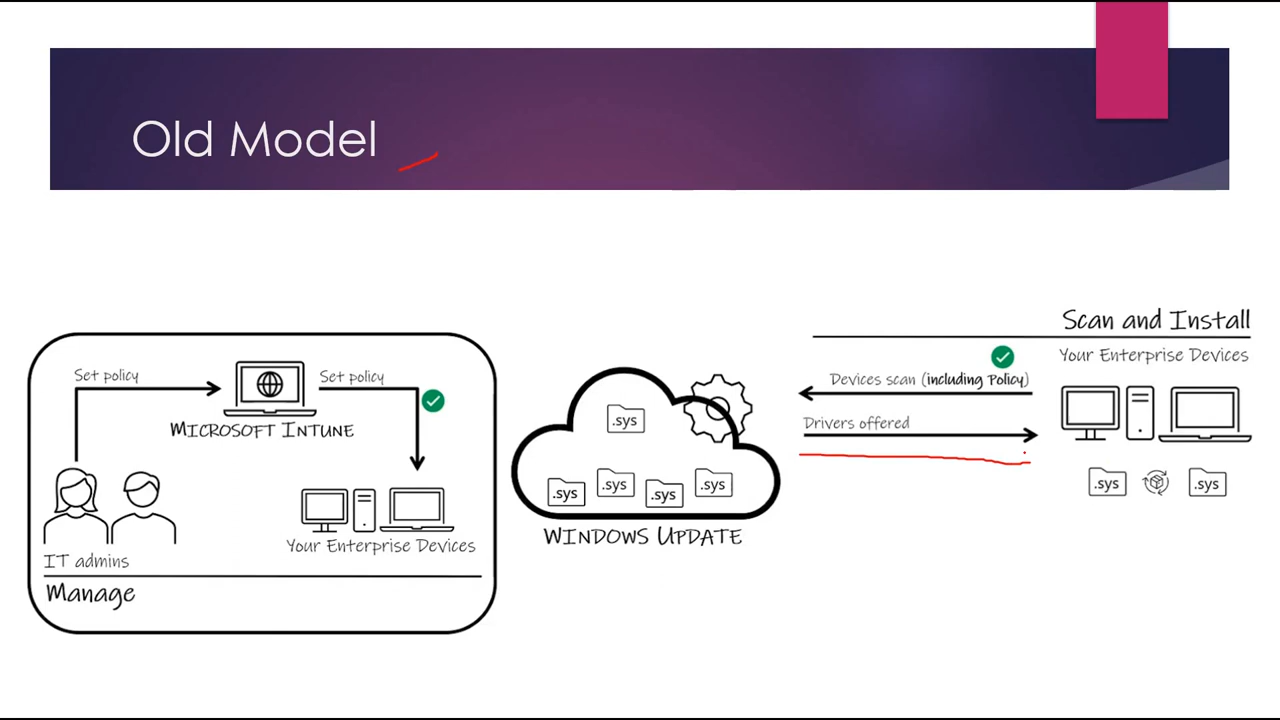 Old Model
Set policy
Set policy
MICROSOFT INTUNE
IT admins
Your Enterprise Devices
Manage
.sys
.sys
.sys
.sys
.sys
WINDOWS UPDATE
Scan and Install
Your Enterprise Devices
Devices scan (including Policy)
Drivers offered
.sys
.sys